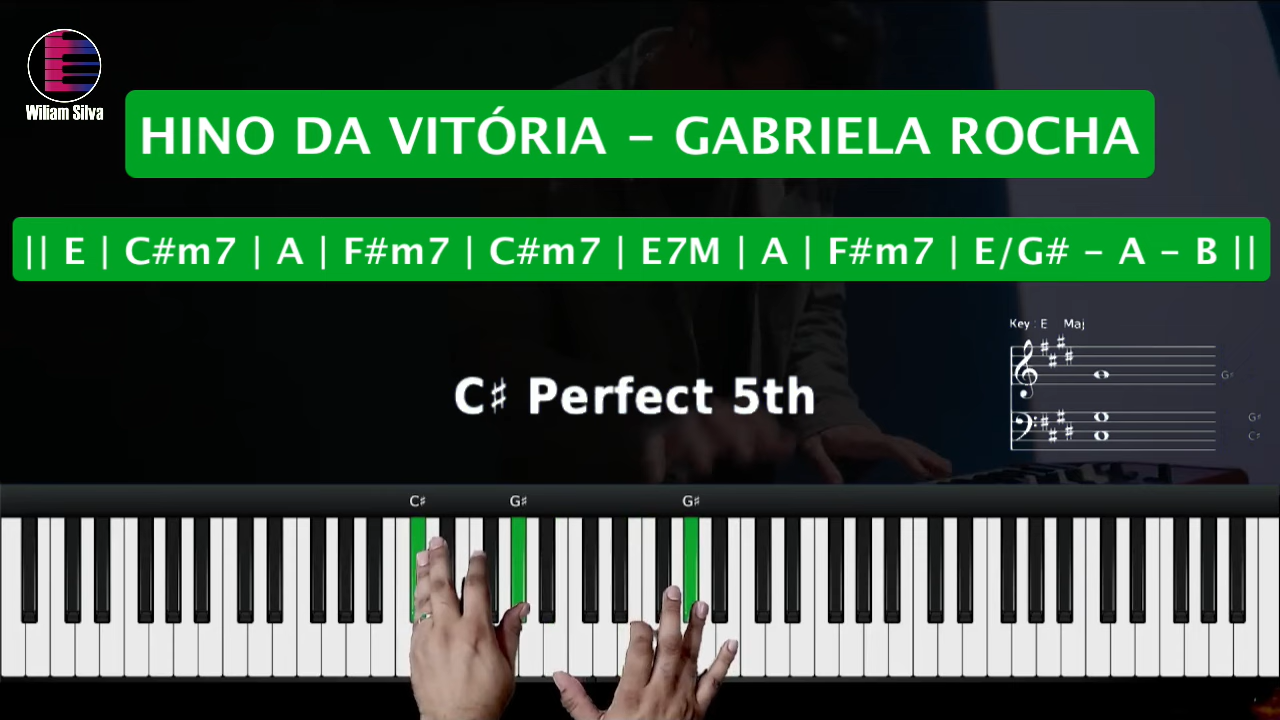 Wiliam Silva
HINO DA VITÓRIA - GABRIELA ROCHA
|| E | C#m7 | A | F#m7 | C#m7 | E7M | A | F#m7 | E/G# - A - B ||
Key : E Maj
G♯
C♯ Perfect 5th
G♯
C♯
C♯ G♯ G♯